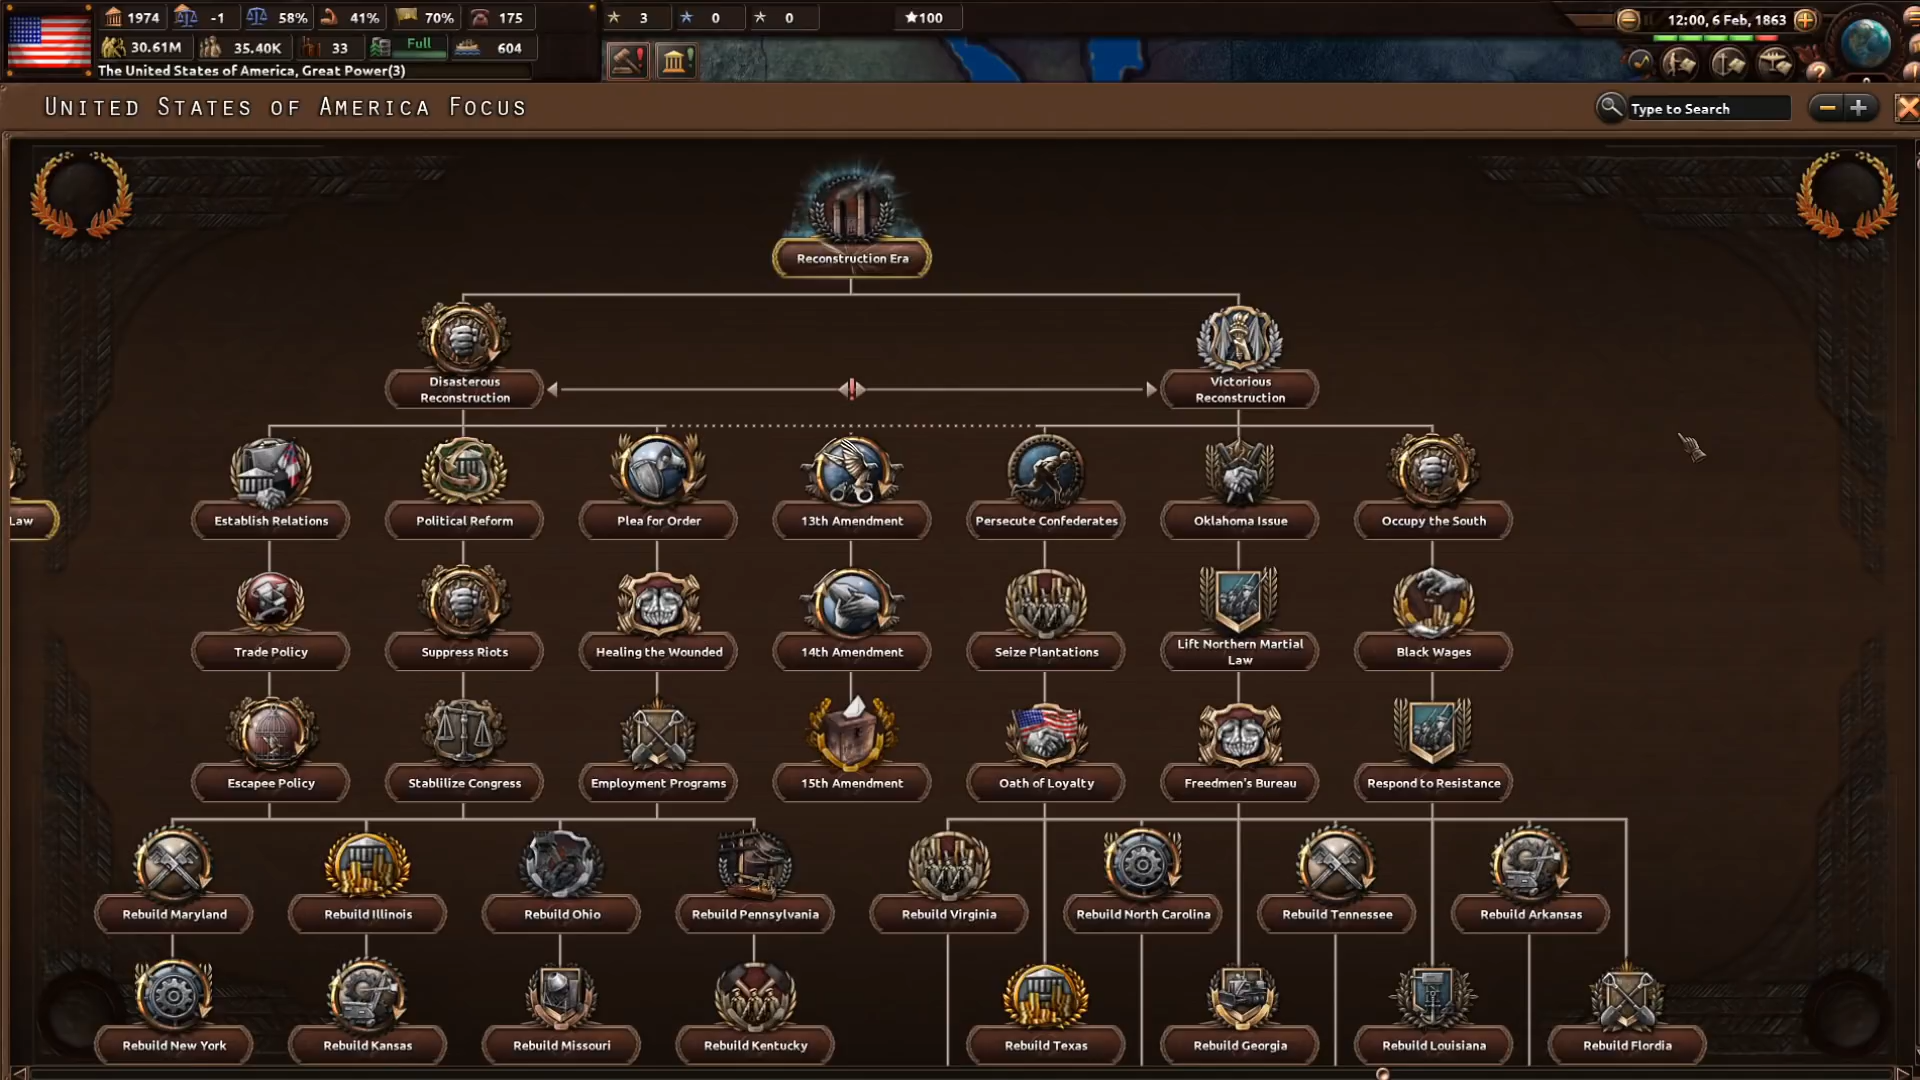 1974 -1 58% 41% 70% 175 3 0 0 100 12:00, 6 Feb, 1863
30.61M 35.40K 33 Full 604
The United States of America, Great Power(3)
United States of America Focus
Type to Search
Reconstruction Era
Disasterous
Reconstruction
Victorious
Reconstruction
Law
Establish Relations
Political Reform
Plea for Order
13th Amendment
Persecute Confederates
Oklahoma Issue
Occupy the South
Trade Policy
Suppress Riots
Healing the Wounded
14th Amendment
Seize Plantations
Lift Northern Martial
Law
Black Wages
Escapee Policy
Stablilize Congress
Employment Programs
15th Amendment
Oath of Loyalty
Freedmen's Bureau
Respond to Resistance
Rebuild Maryland
Rebuild Illinois
Rebuild Ohio
Rebuild Pennsylvania
Rebuild Virginia
Rebuild North Carolina
Rebuild Tennessee
Rebuild Arkansas
Rebuild New York
Rebuild Kansas
Rebuild Missouri
Rebuild Kentucky
Rebuild Texas
Rebuild Georgia
Rebuild Louisiana
Rebuild Flordia